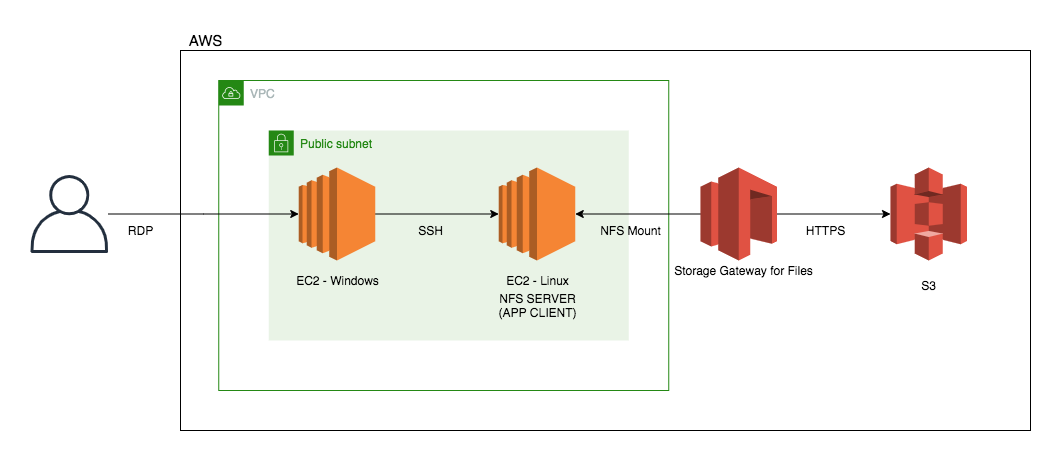 AWS
VPC
Public subnet
RDP
SSH
NFS Mount
HTTPS
EC2 - Windows
EC2 - Linux
NFS SERVER
(APP CLIENT)
Storage Gateway for Files
S3